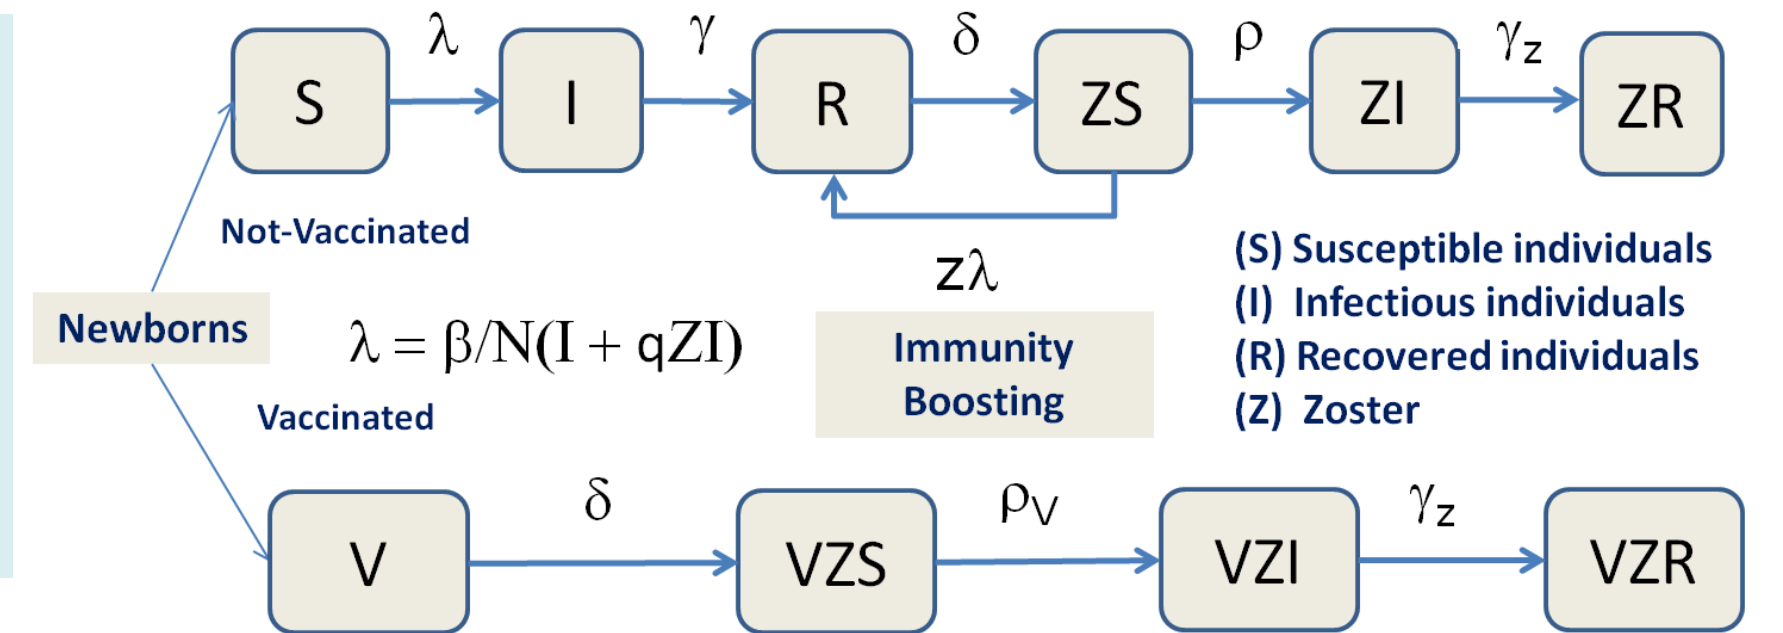 λ γ δ ρ γz
S I R ZS ZI ZR
Not-Vaccinated
zλ
Newborns
λ = β/N(I + qZI)
Immunity
Boosting
(S) Susceptible individuals
(I) Infectious individuals
(R) Recovered individuals
(Z) Zoster
Vaccinated
δ ρV γz
V VZS VZI VZR